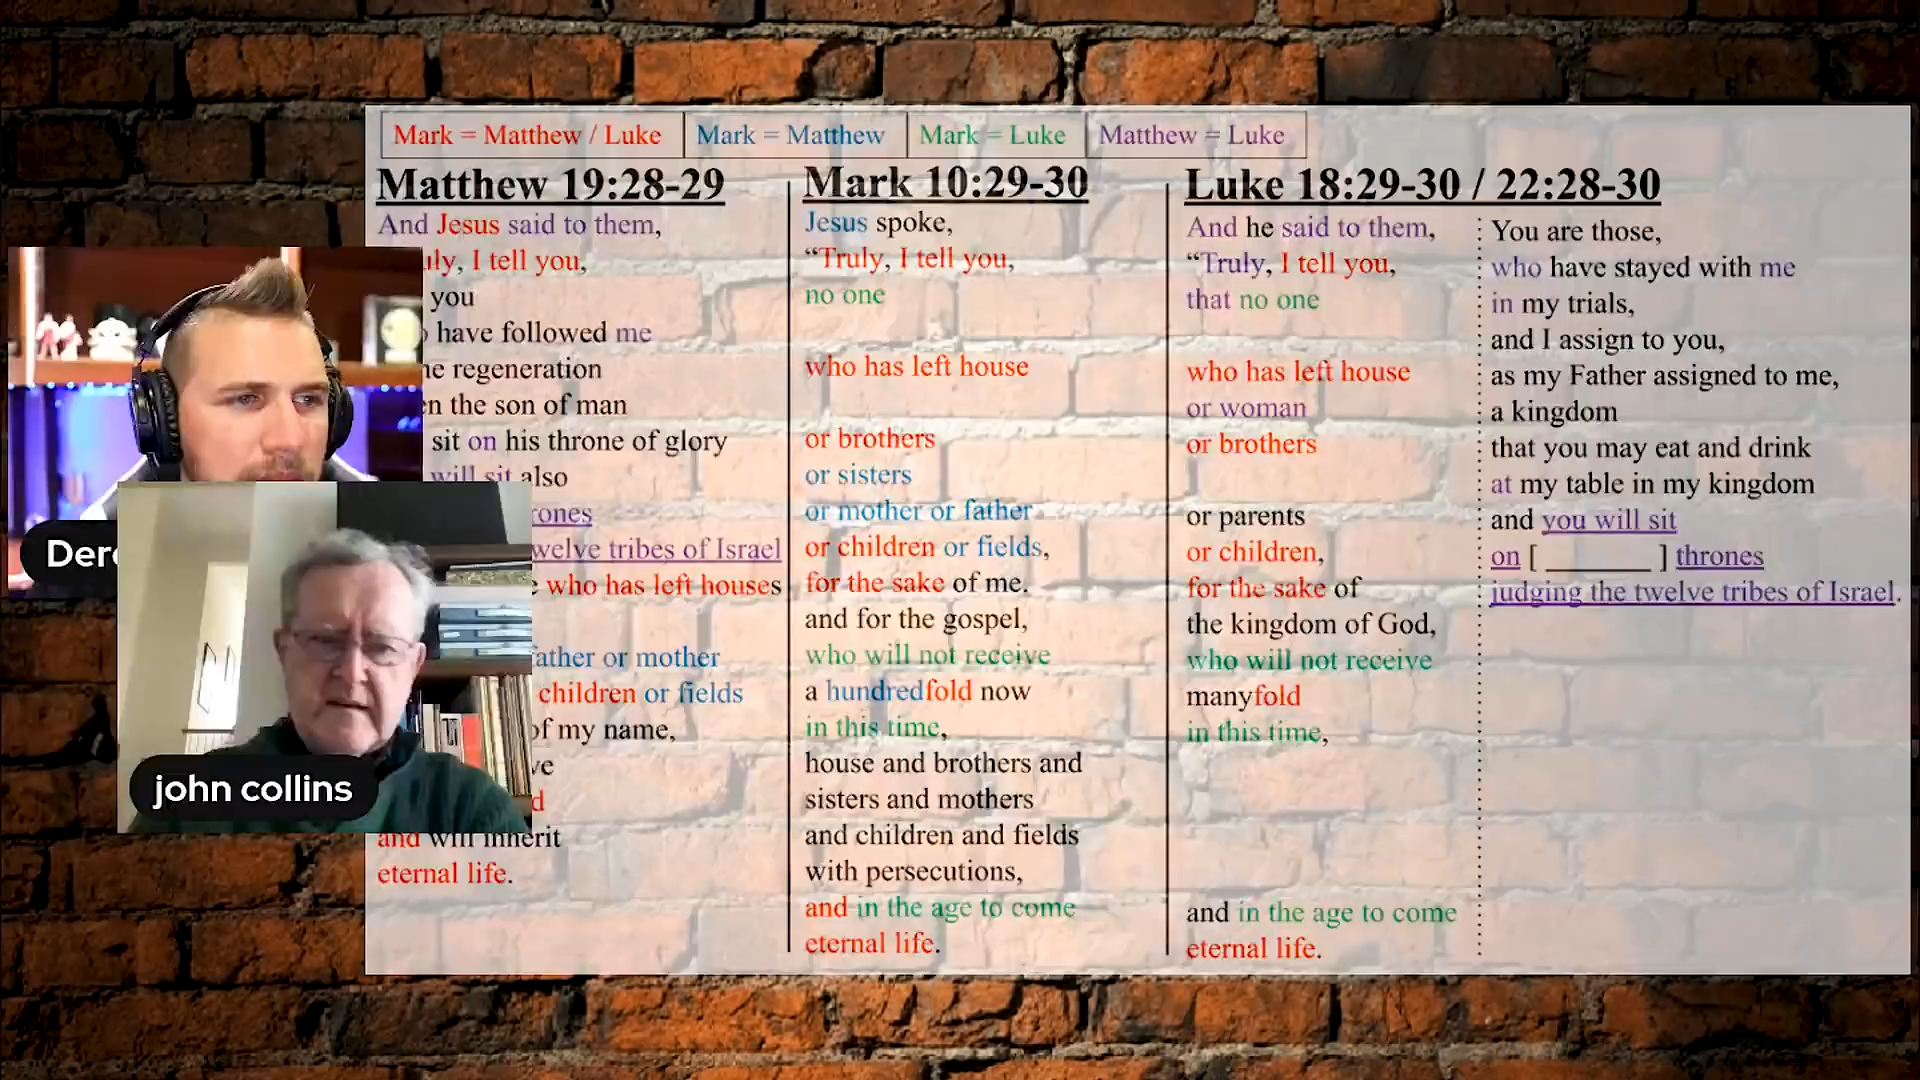 Mark = Matthew / Luke
Mark = Matthew
Mark = Luke
Matthew = Luke
Matthew 19:28-29
And Jesus said to them,
I tell you,
you
have followed me
regeneration
the son of man
sit on his throne of glory
will sit also
twelve tribes of Israel
who has left houses
father or mother
children or fields
of my name,
and will inherit
eternal life.
Mark 10:29-30
Jesus spoke,
“Truly, I tell you,
no one
who has left house
or brothers
or sisters
or mother or father
or children or fields,
for the sake of me.
and for the gospel,
who will not receive
a hundredfold now
in this time,
house and brothers and
sisters and mothers
and children and fields
with persecutions,
and in the age to come
eternal life.
Luke 18:29-30 / 22:28-30
And he said to them,
“Truly, I tell you,
that no one
who has left house
or woman
or brothers
or parents
or children,
for the sake of
the kingdom of God,
who will not receive
manyfold
in this time,
and in the age to come
eternal life.
You are those,
who have stayed with me
in my trials,
and I assign to you,
as my Father assigned to me,
a kingdom
that you may eat and drink
at my table in my kingdom
and you will sit
on [ ________ ] thrones
judging the twelve tribes of Israel.
john collins